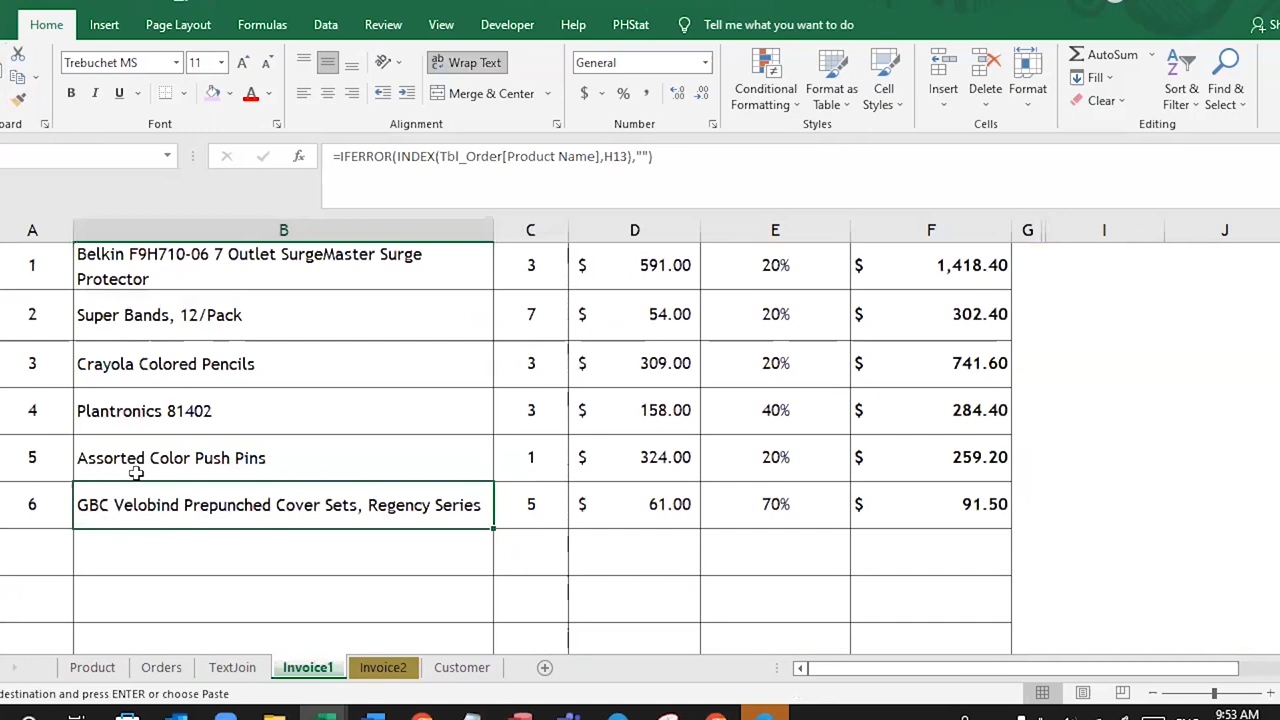 Home Insert Page Layout Formulas Data Review View Developer Help PHStat Tell me what you want to do
Trebuchet MS 11 Wrap Text General AutoSum
Fill
B I U Merge & Center $ % Conditional Formatting Format as Table Cell Styles Insert Delete Format Clear Sort & Filter Find & Select
Font Alignment Number Styles Cells Editing
fx =IFERROR(INDEX(Tbl_Order[Product Name],H13),"")
A B C D E F G I J
1 Belkin F9H710-06 7 Outlet SurgeMaster Surge 3 $ 591.00 20% $ 1,418.40
Protector
2 Super Bands, 12/Pack 7 $ 54.00 20% $ 302.40
3 Crayola Colored Pencils 3 $ 309.00 20% $ 741.60
4 Plantronics 81402 3 $ 158.00 40% $ 284.40
5 Assorted Color Push Pins 1 $ 324.00 20% $ 259.20
6 GBC Velobind Prepunched Cover Sets, Regency Series 5 $ 61.00 70% $ 91.50
Product Orders TextJoin Invoice1 Invoice2 Customer
destination and press ENTER or choose Paste
9:53 AM